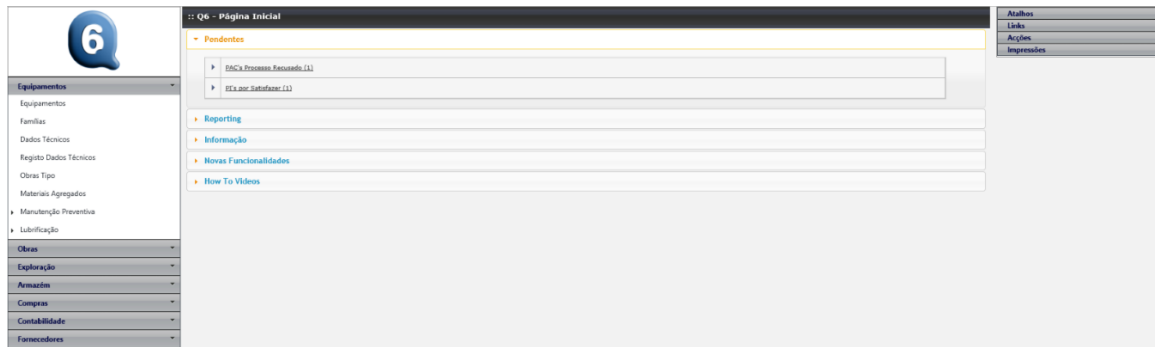 6
Equipamentos
Equipamentos
Famílias
Dados Técnicos
Registo Dados Técnicos
Obras Tipo
Materiais Agregados
Manutenção Preventiva
Lubrificação
Obras
Exploração
Armazém
Compras
Contabilidade
Fornecedores
:: Q6 - Página Inicial
Pendentes
PAC's Processo Recusado (1)
PI's por Satisfazer (1)
Reporting
Informação
Novas Funcionalidades
How To Videos
Atalhos
Links
Acções
Impressões